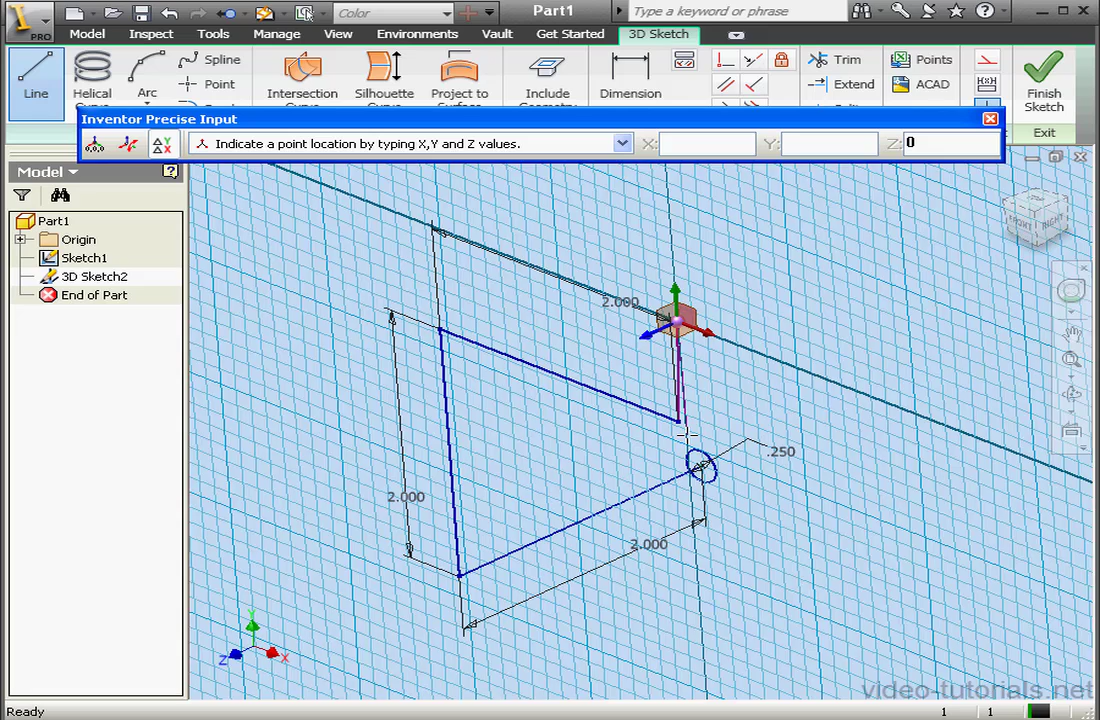 PRO
Color
Part1
Type a keyword or phrase
Model Inspect Tools Manage View Environments Vault Get Started 3D Sketch
Line
Helical
Arc
Spline
Point
Intersection
Silhouette
Project to
Include
Dimension
Trim
Extend
Points
ACAD
Finish
Sketch
Exit
Inventor Precise Input
Indicate a point location by typing X,Y and Z values.
X:
Y:
Z: 0
Model
Part1
Origin
Sketch1
3D Sketch2
End of Part
TOP
FRONT
RIGHT
2.000
.250
2.000
2.000
Y
Z
X
video-tutorials.net
Ready
1 1